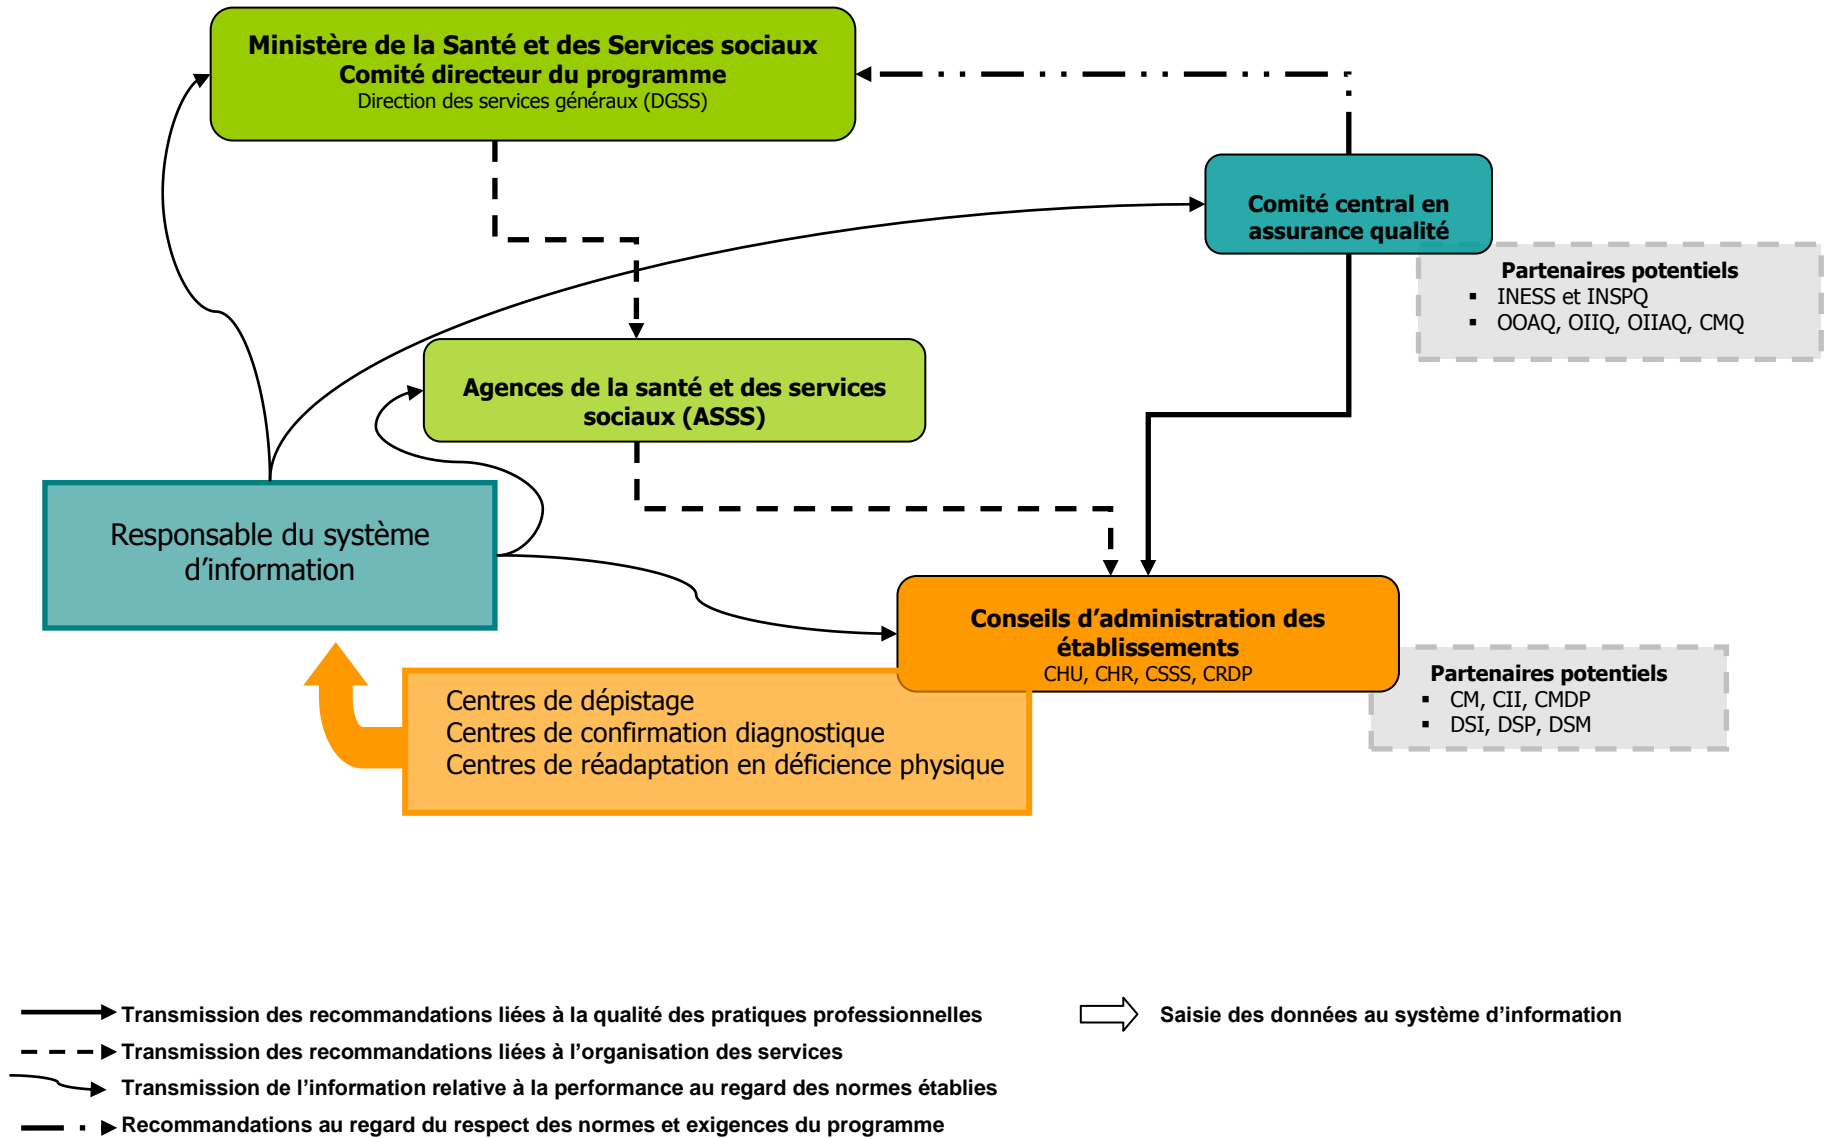 Ministère de la Santé et des Services sociaux
Comité directeur du programme
Direction des services généraux (DGSS)
Comité central en
assurance qualité
Partenaires potentiels
▪ INESS et INSPQ
▪ OOAQ, OIIQ, OIIAQ, CMQ
Agences de la santé et des services
sociaux (ASSS)
Responsable du système
d’information
Conseils d’administration des
établissements
CHU, CHR, CSSS, CRDP
Partenaires potentiels
▪ CM, CII, CMDP
▪ DSI, DSP, DSM
Centres de dépistage
Centres de confirmation diagnostique
Centres de réadaptation en déficience physique
Transmission des recommandations liées à la qualité des pratiques professionnelles
Saisie des données au système d’information
Transmission des recommandations liées à l’organisation des services
Transmission de l’information relative à la performance au regard des normes établies
Recommandations au regard du respect des normes et exigences du programme